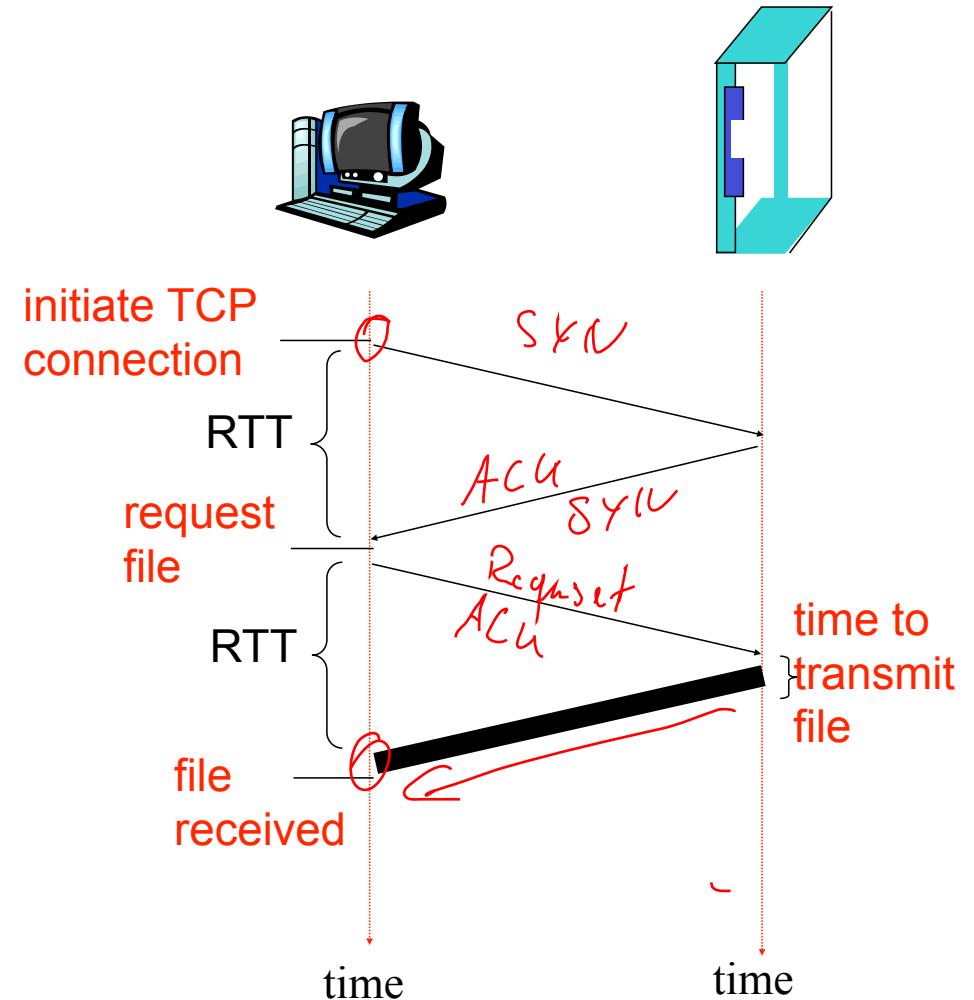 initiate TCP
connection
SYN
RTT
ACK
SYN
request
file
Requset
ACK
RTT
time to
transmit
file
file
received
time
time